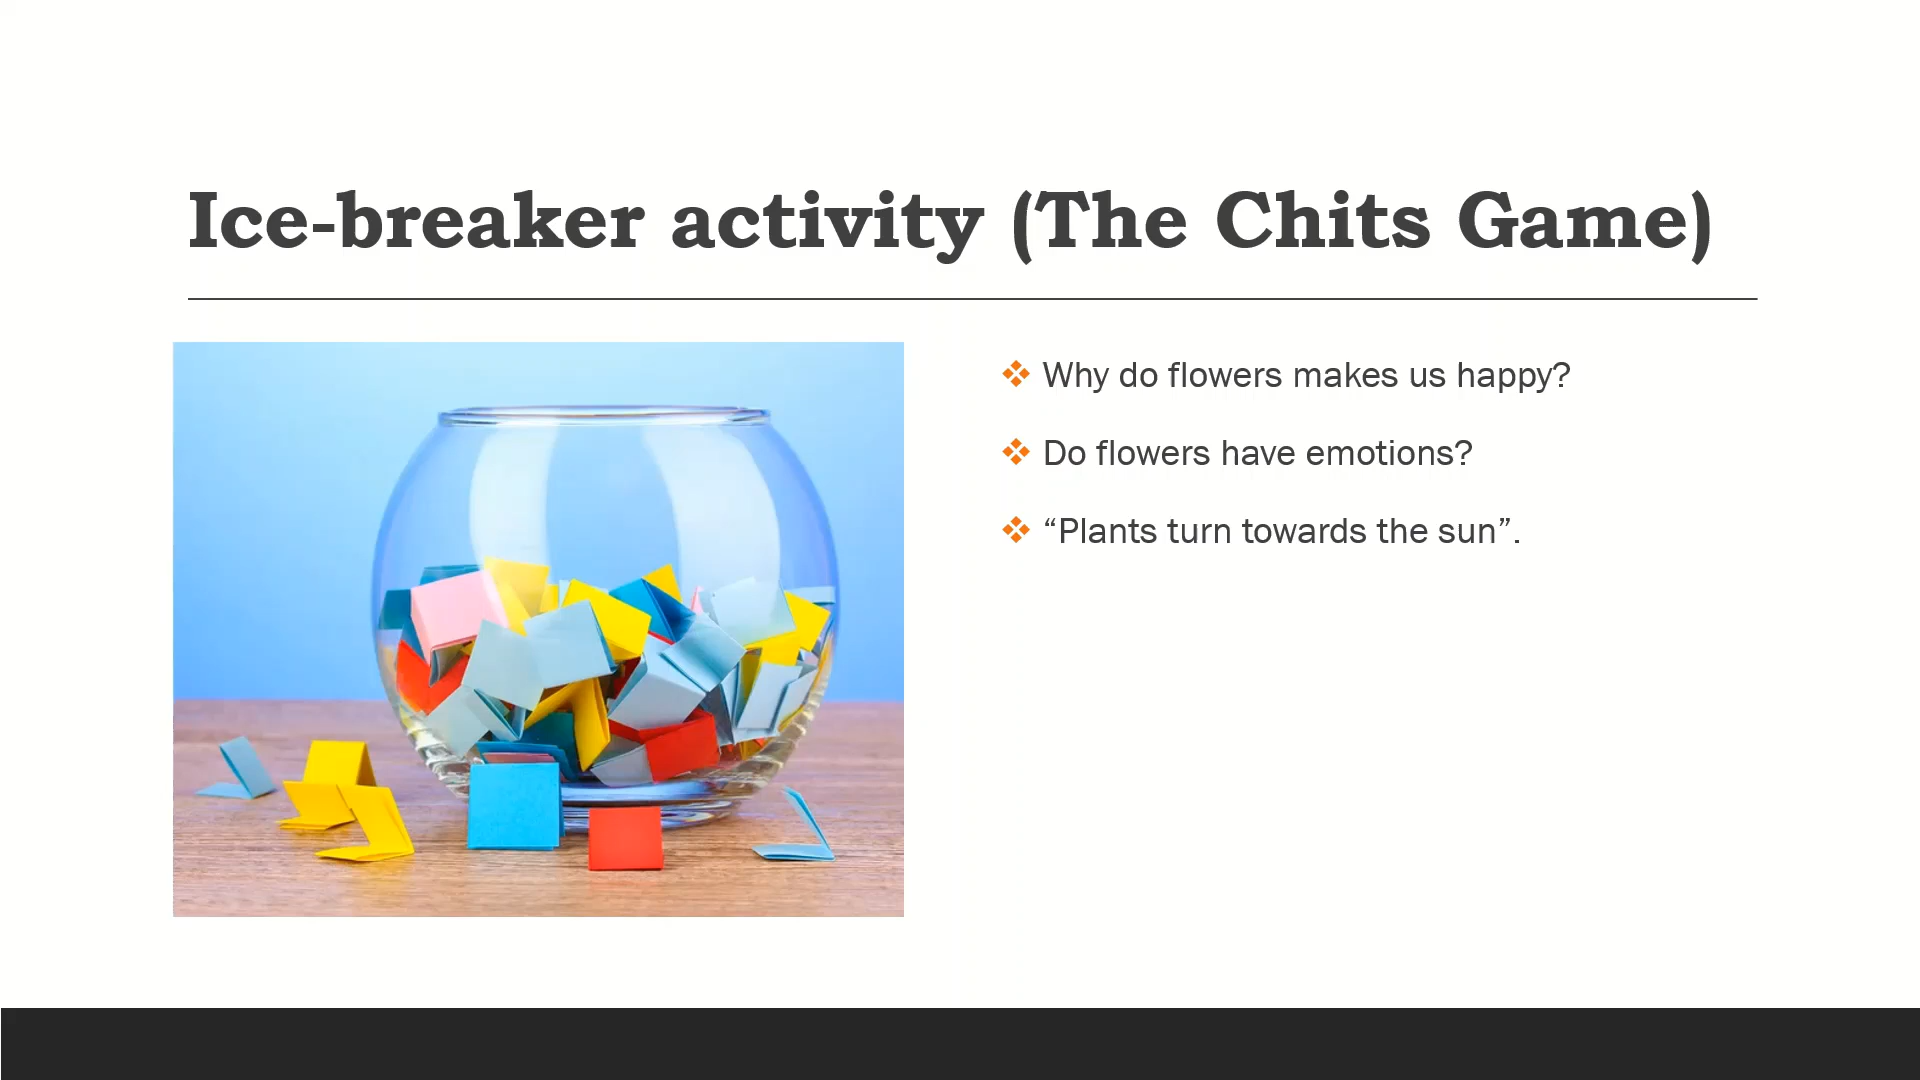 Ice-breaker activity (The Chits Game)
Why do flowers makes us happy?
Do flowers have emotions?
“Plants turn towards the sun”.